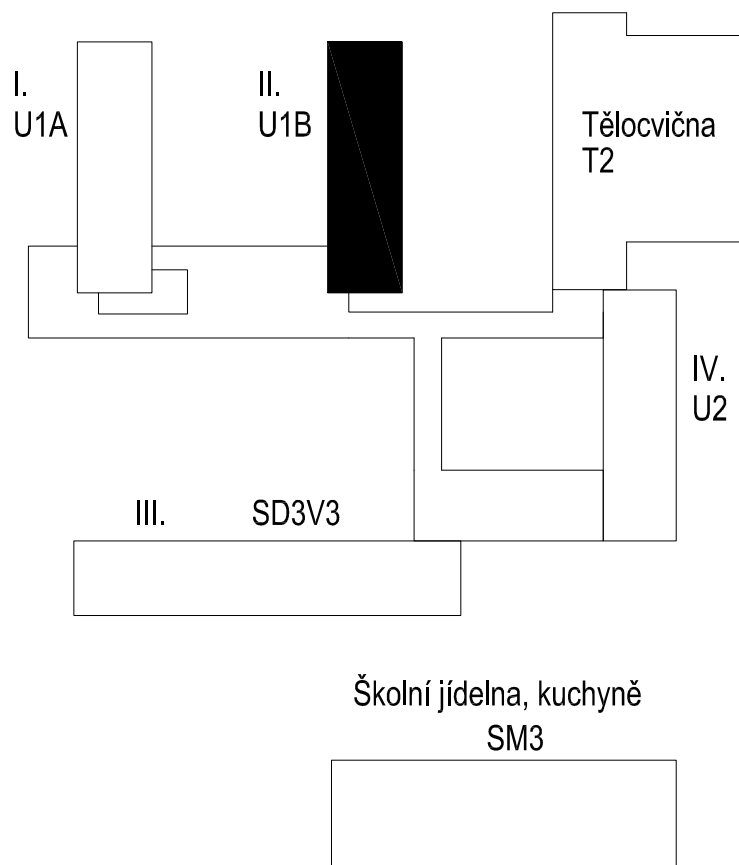 I.
U1A
II.
U1B
Tělocvična
T2
IV.
U2
III. SD3V3
Školní jídelna, kuchyně
SM3